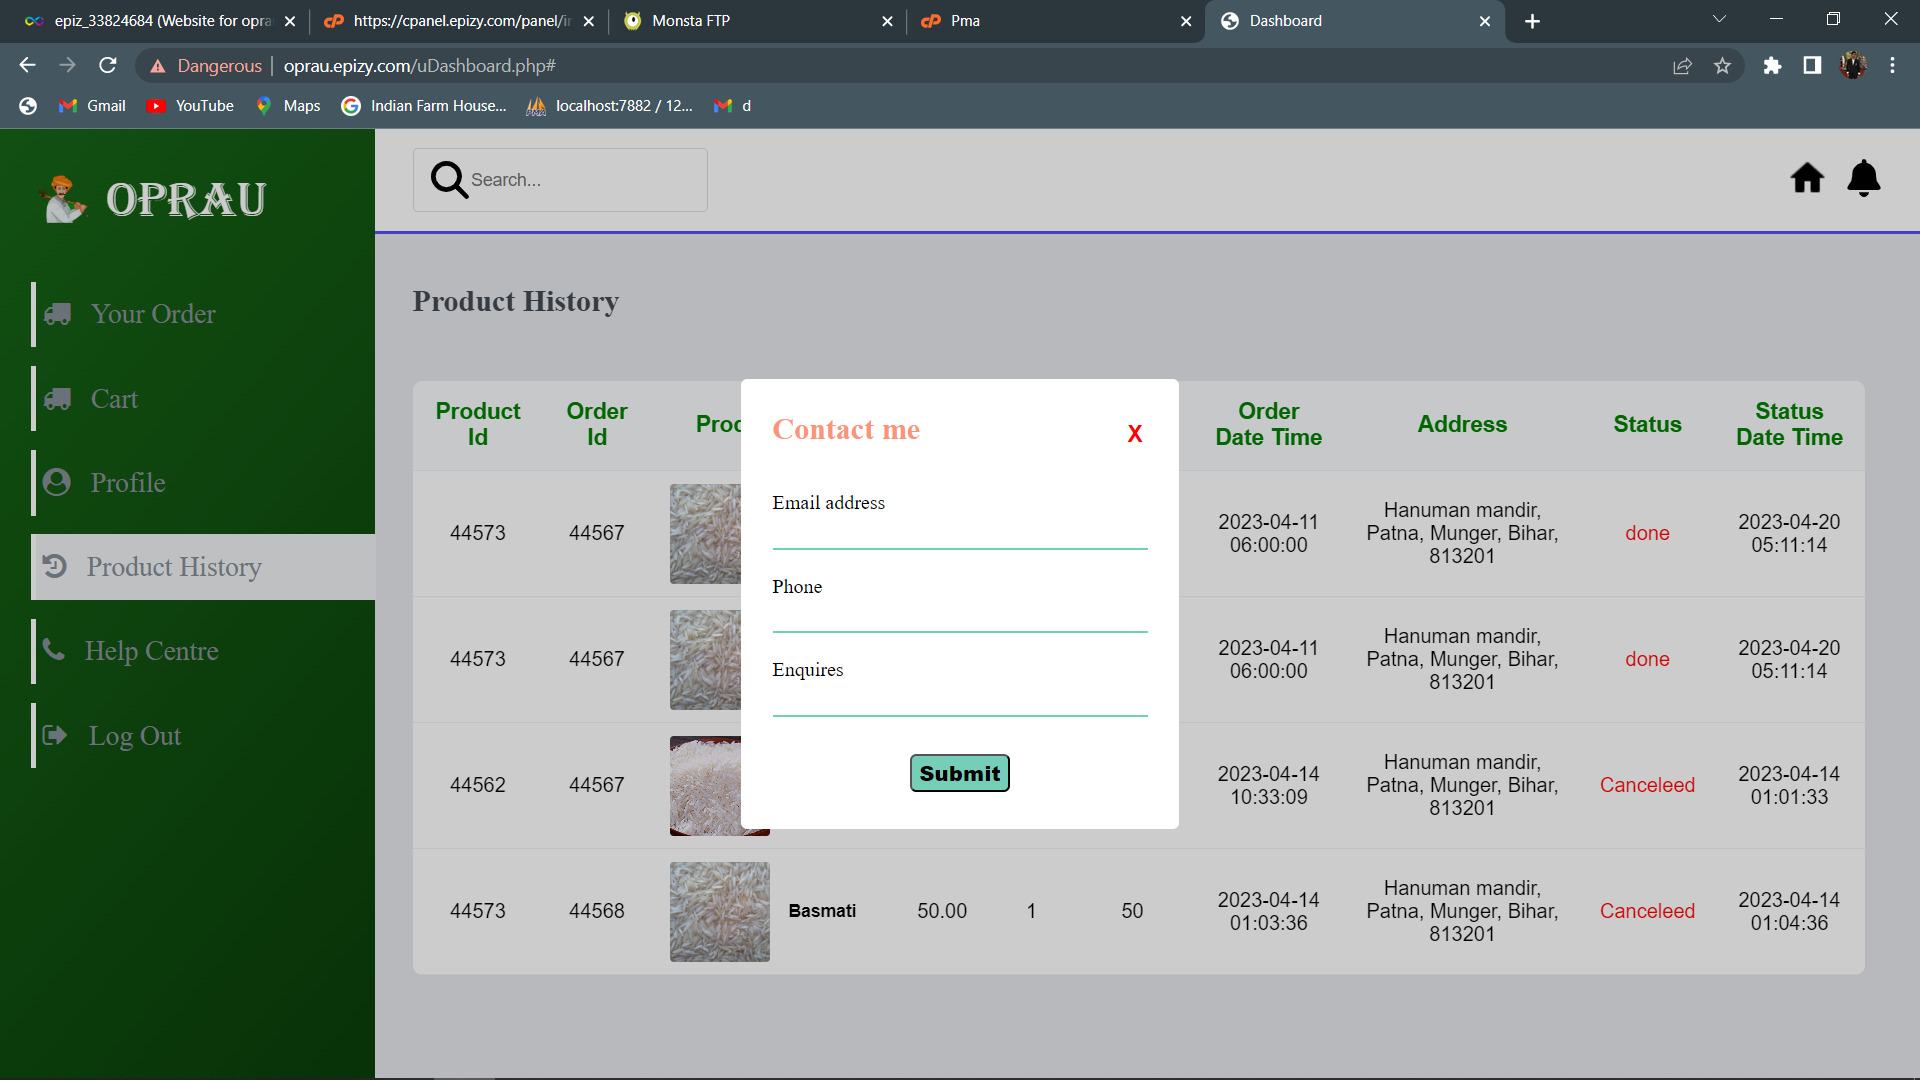 epiz_33824684 (Website for opra
https://cpanel.epizy.com/panel/i
Monsta FTP
Pma
Dashboard
Dangerous
oprau.epizy.com/uDashboard.php#
Gmail
YouTube
Maps
Indian Farm House...
localhost:7882 / 12...
d
OPRAU
Search...
Your Order
Cart
Profile
Product History
Help Centre
Log Out
Product History
Product Id
Order Id
Proc
Order Date Time
Address
Status
Status Date Time
44573
44567
2023-04-11 06:00:00
Hanuman mandir,
Patna, Munger, Bihar,
813201
done
2023-04-20 05:11:14
44573
44567
2023-04-11 06:00:00
Hanuman mandir,
Patna, Munger, Bihar,
813201
done
2023-04-20 05:11:14
44562
44567
2023-04-14 10:33:09
Hanuman mandir,
Patna, Munger, Bihar,
813201
Canceleed
2023-04-14 01:01:33
44573
44568
Basmati
50.00
1
50
2023-04-14 01:03:36
Hanuman mandir,
Patna, Munger, Bihar,
813201
Canceleed
2023-04-14 01:04:36
Contact me
X
Email address
Phone
Enquires
Submit